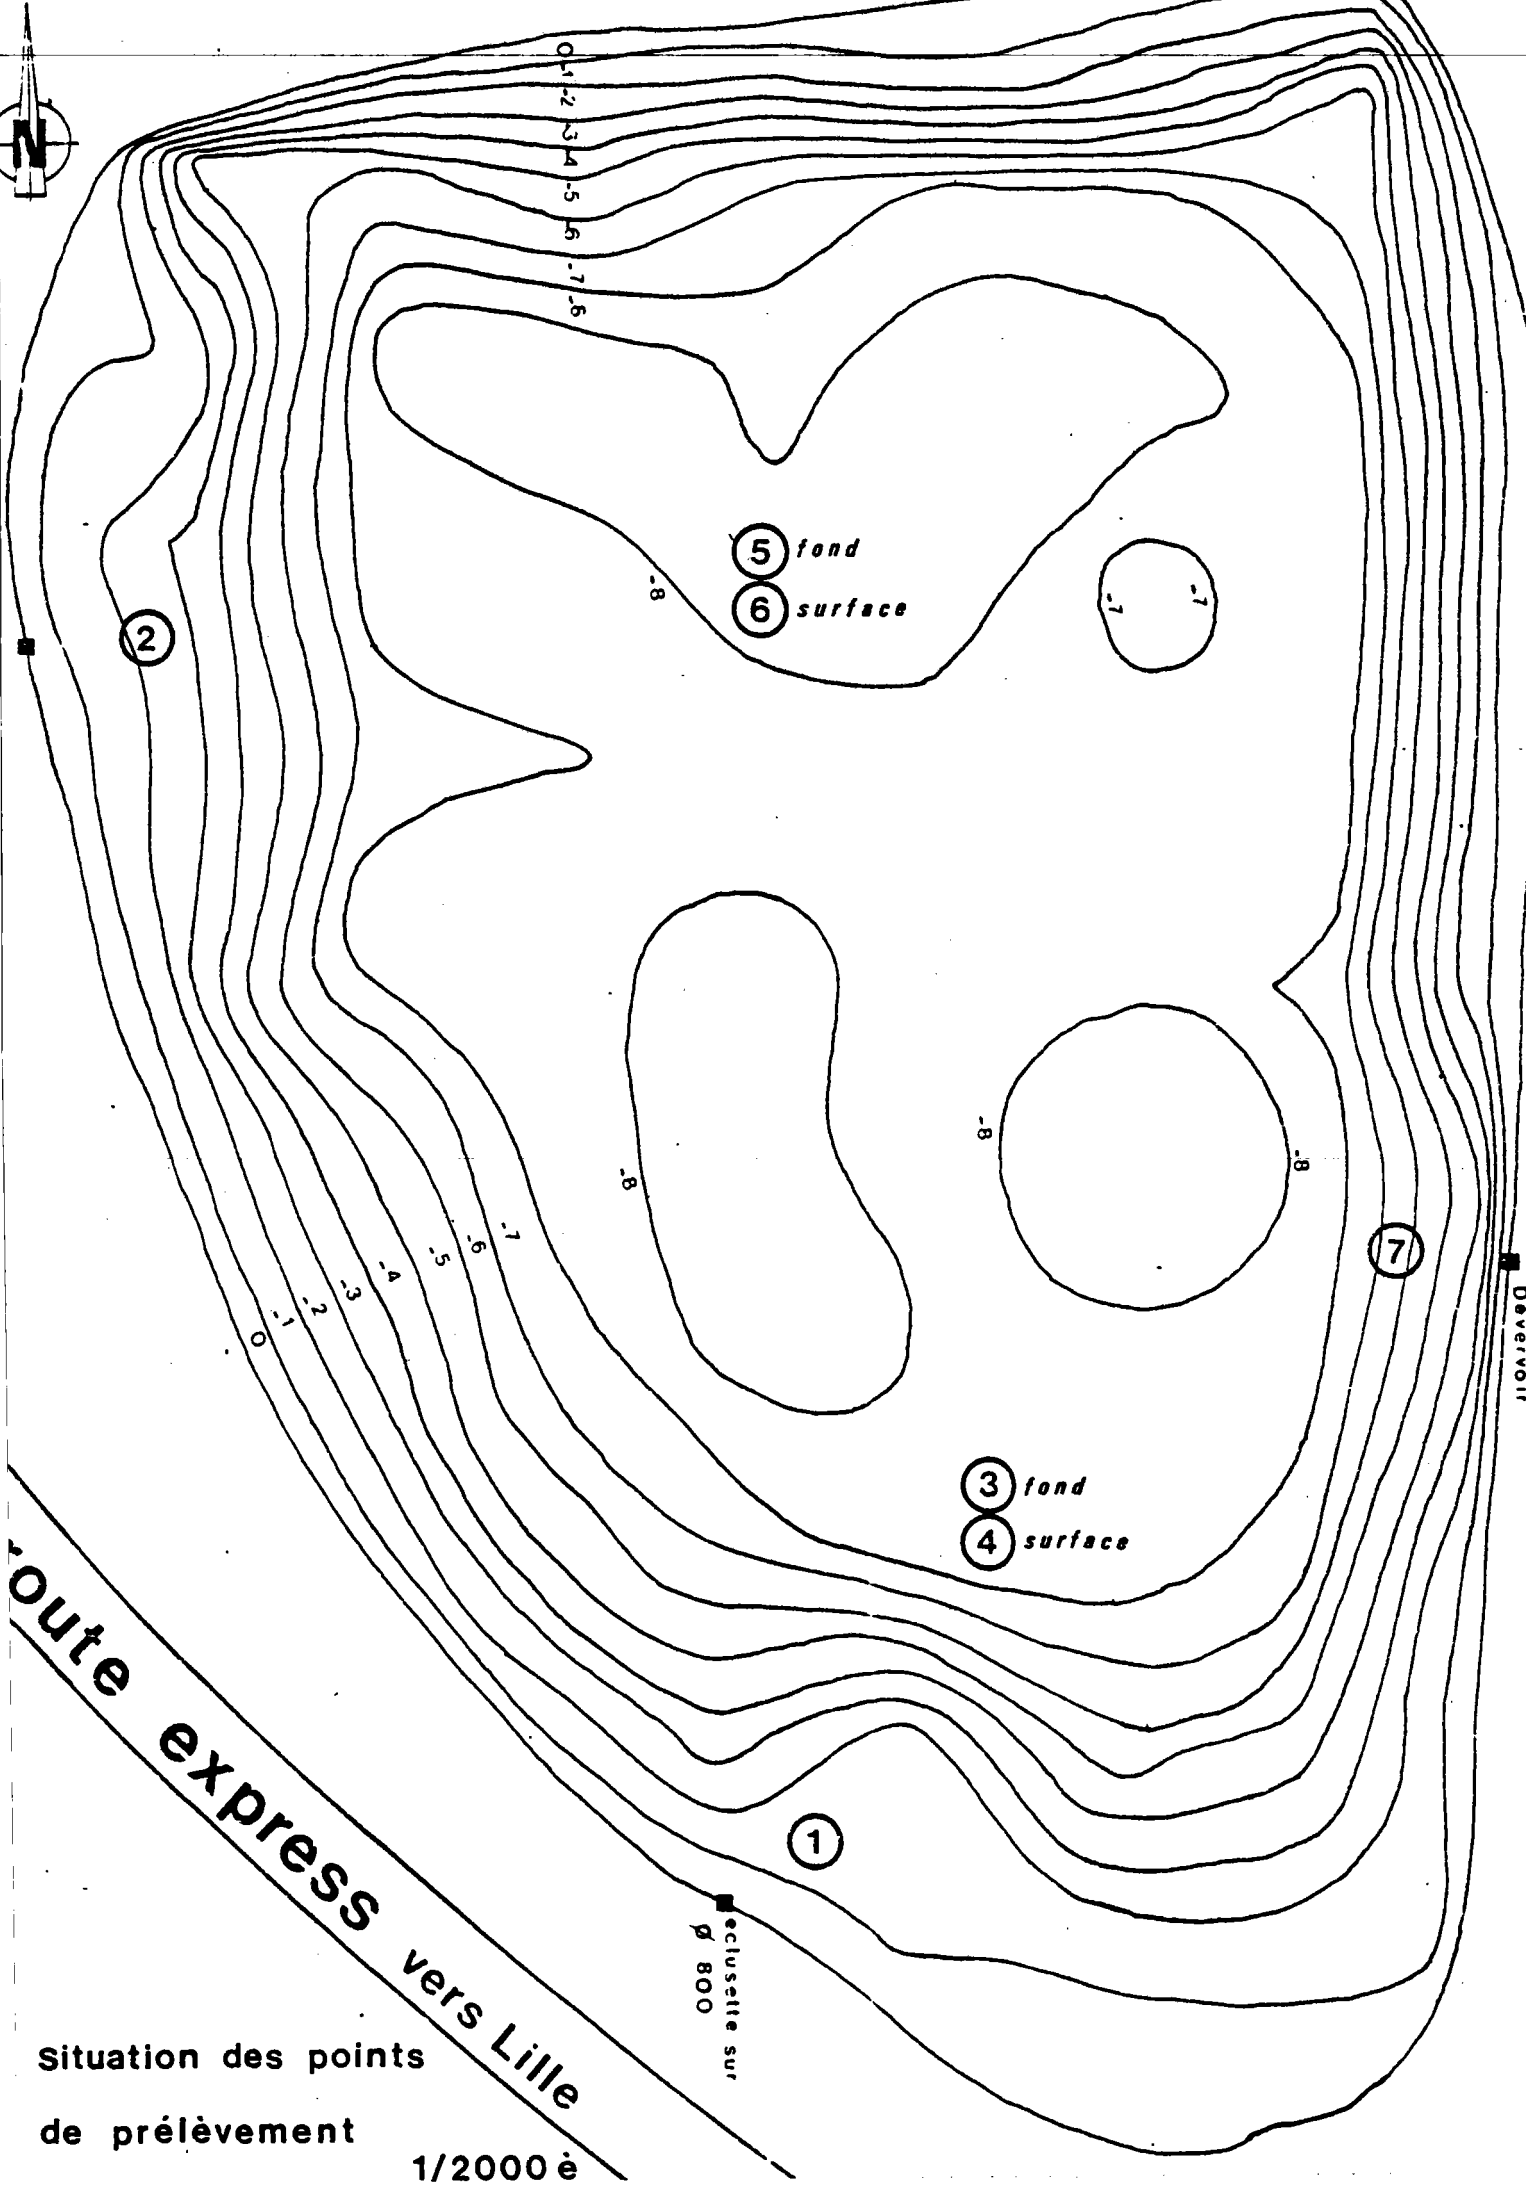 N
0
-1
-2
-3
-4
-5
-6
-7
-8
5 fond
6 surface
-8
-7
-7
2
-8
-8
-8
-7
-6
-5
-4
-3
-2
-1
0
7
Déversoir
3 fond
4 surface
1
eclusette sur
ø 800
route express vers Lille
situation des points
de prélèvement
1/2000 è